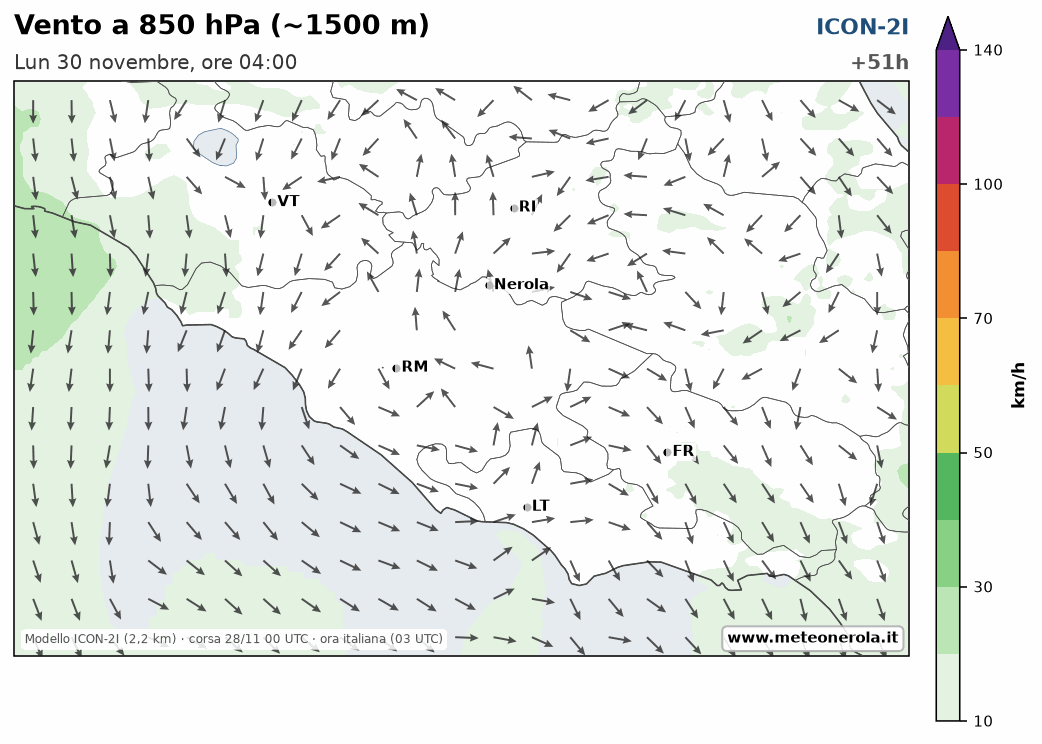 Vento a 850 hPa (~1500 m)
ICON-2I
Lun 30 novembre, ore 04:00
+51h
140
100
70
50
30
10
km/h
VT
RI
Nerola
RM
FR
LT
Modello ICON-2I (2,2 km) · corsa 28/11 00 UTC · ora italiana (03 UTC)
www.meteonerola.it